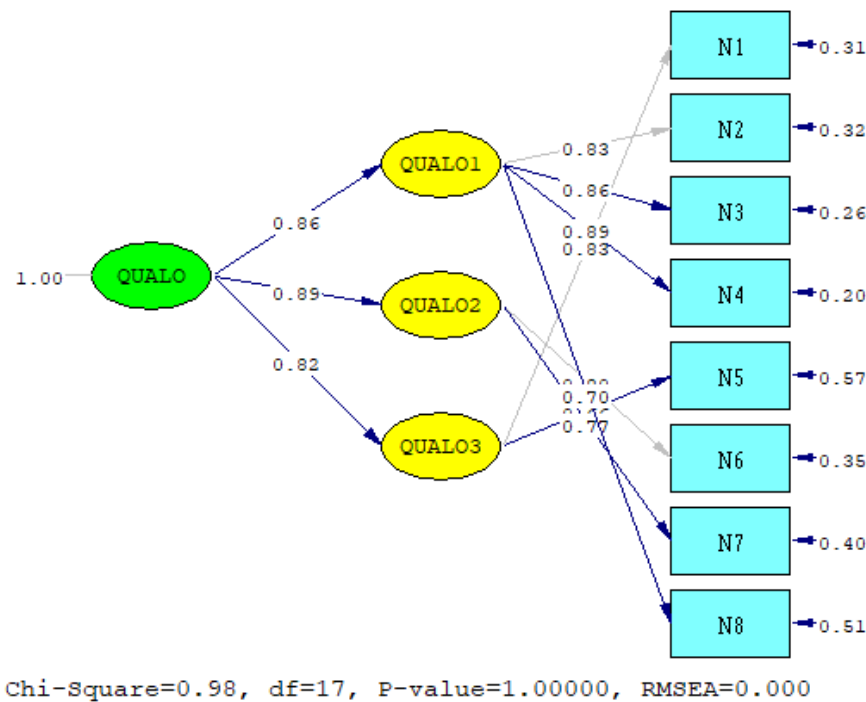 N1
0.31
N2
0.32
0.83
QUALO1
0.86
N3
0.26
0.86
0.89
0.83
1.00
QUALO
0.89
QUALO2
N4
0.20
0.82
0.70
0.77
N5
0.57
QUALO3
N6
0.35
N7
0.40
N8
0.51
Chi-Square=0.98, df=17, P-value=1.00000, RMSEA=0.000